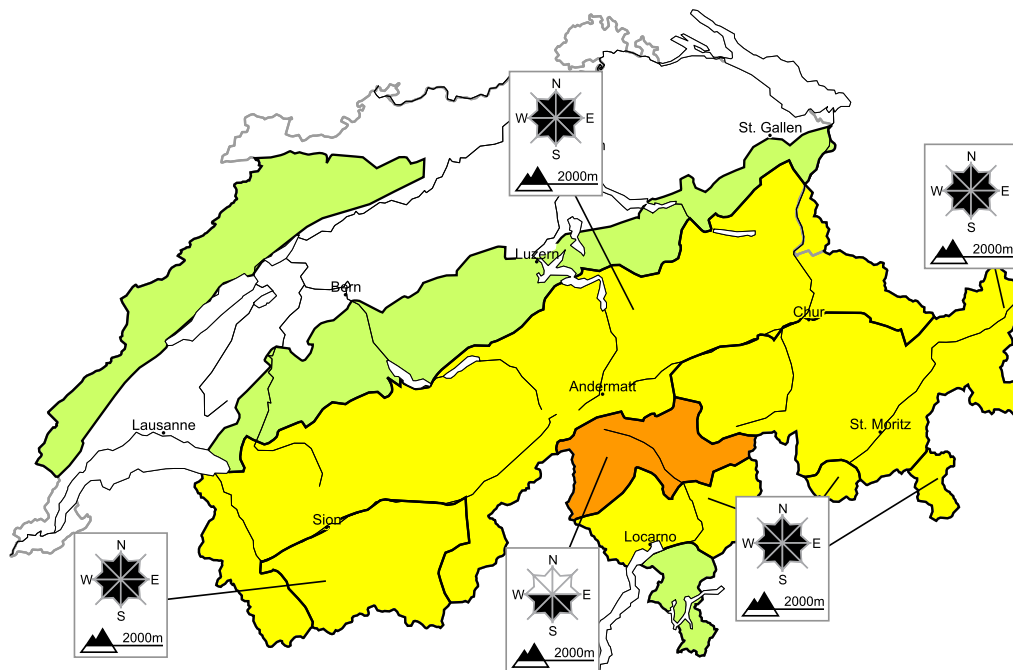 N
W E
S
2000m
St. Gallen
n
N
W E
S
2000m
Luzern
Bern
Chur
Andermatt
Lausanne
St. Moritz
Sion
Locarno
N
W E
S
2000m
N
W E
S
2000m
N
W E
S
2000m